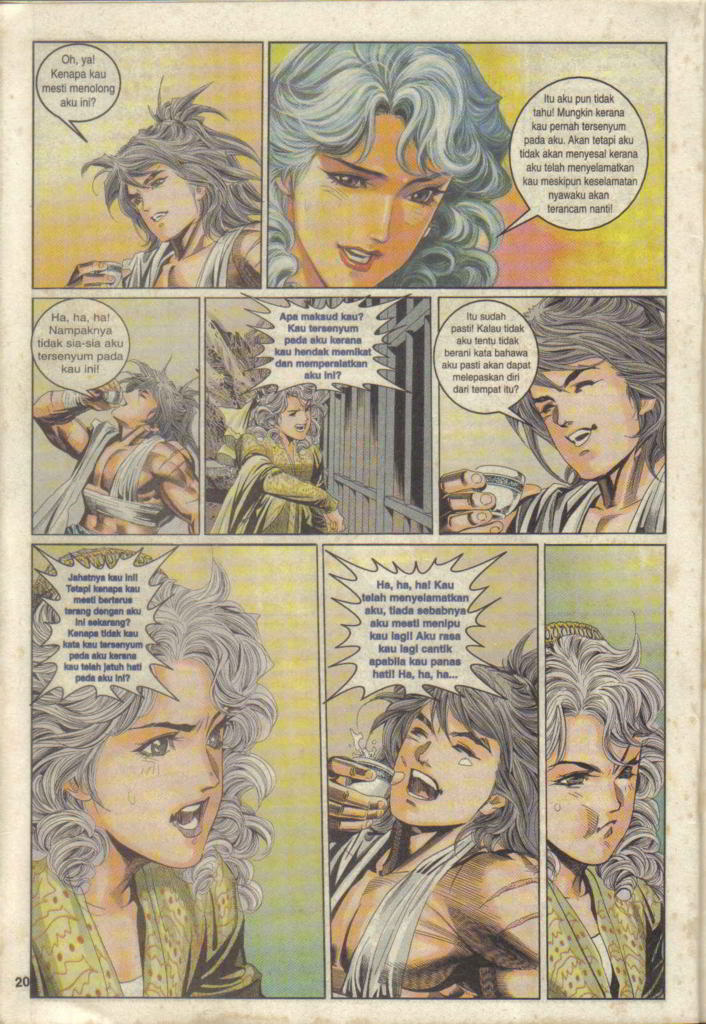 Oh, ya!
Kenapa kau
mesti menolong
aku ini?
Itu aku pun tidak
tahu! Mungkin kerana
kau pernah tersenyum
pada aku. Akan tetapi aku
tidak akan menyesal kerana
aku telah menyelamatkan
kau meskipun keselamatan
nyawaku akan
terancam nanti!
Ha, ha, ha!
Nampaknya
tidak sia-sia aku
tersenyum pada
kau ini!
Apa maksud kau?
Kau tersenyum
pada aku kerana
kau hendak memikat
dan memperalatkan
aku ini?
Itu sudah
pasti! Kalau tidak
aku tentu tidak
berani kata bahawa
aku pasti akan dapat
melepaskan diri
dari tempat itu?
Jahatnya kau ini!
Tetapi kenapa kau
mesti berterus
terang dengan aku
ini sekarang?
Kenapa tidak kau
kata kau tersenyum
pada aku kerana
kau telah jatuh hati
pada aku ini?
Ha, ha, ha! Kau
telah menyelamatkan
aku, tiada sebabnya
aku mesti menipu
kau lagi! Aku rasa
kau lagi cantik
apabila kau panas
hati! Ha, ha, ha...
20